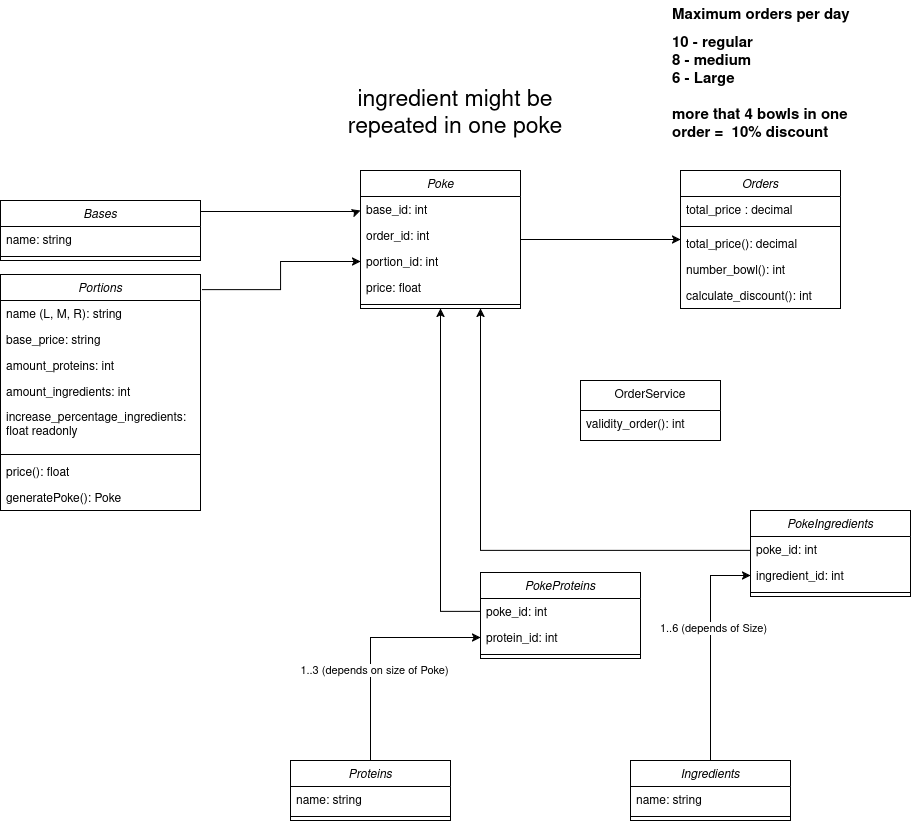 Maximum orders per day
10 - regular
8 - medium
6 - Large
more that 4 bowls in one
order =  10% discount
ingredient might be
repeated in one poke
Bases
name: string
Portions
name (L, M, R): string
base_price: string
amount_proteins: int
amount_ingredients: int
increase_percentage_ingredients:
float readonly
price(): float
generatePoke(): Poke
Poke
base_id: int
order_id: int
portion_id: int
price: float
Orders
total_price : decimal
total_price(): decimal
number_bowl(): int
calculate_discount(): int
OrderService
validity_order(): int
PokeIngredients
poke_id: int
ingredient_id: int
PokeProteins
poke_id: int
protein_id: int
1..6 (depends of Size)
1..3 (depends on size of Poke)
Proteins
name: string
Ingredients
name: string